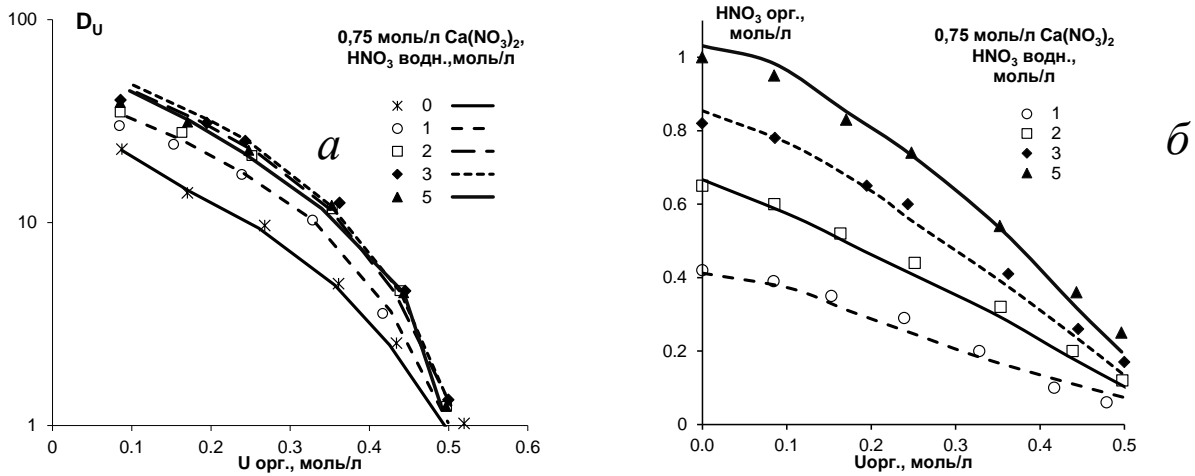 D_U
100
10
1
0,75 моль/л Ca(NO₃)₂,
HNO₃ водн.,моль/л
0
1
2
3
5
а
0 0.1 0.2 0.3 0.4 0.5 0.6
U орг., моль/л
HNO₃ орг.,
моль/л
1
0.8
0.6
0.4
0.2
0
0,75 моль/л Ca(NO₃)₂
HNO₃ водн.,
моль/л
1
2
3
5
б
0.0 0.1 0.2 0.3 0.4 0.5
Uорг., моль/л